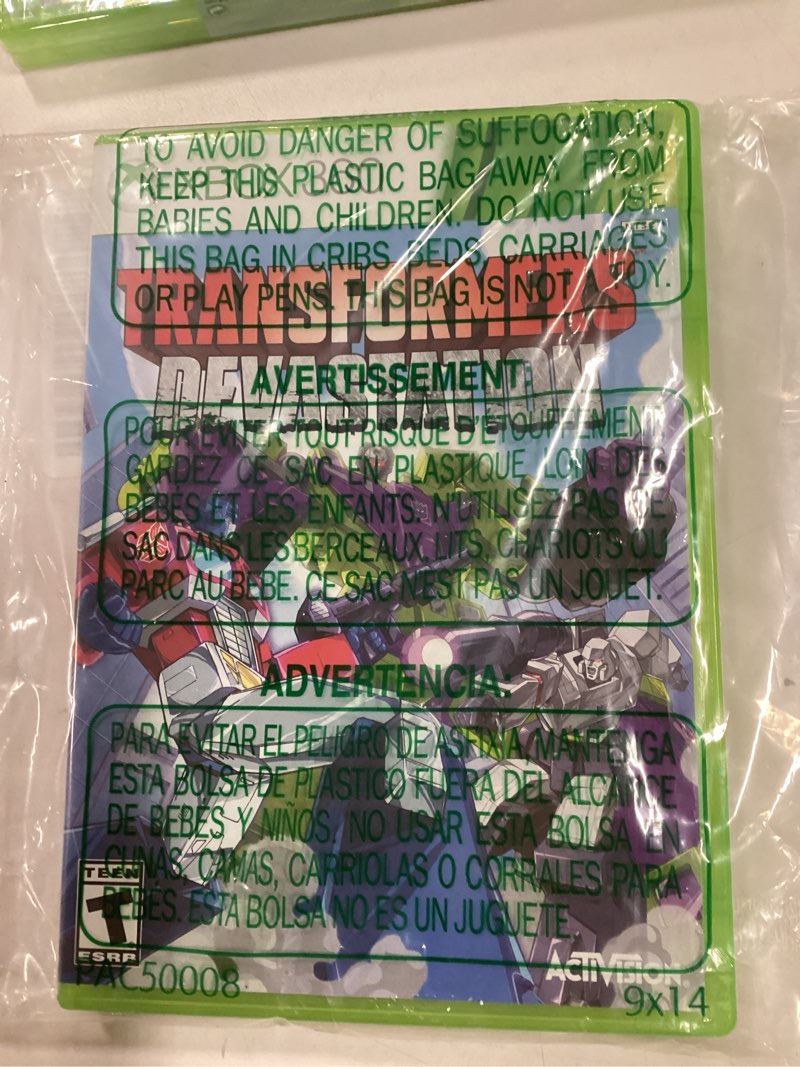 TO AVOID DANGER OF SUFFOCATION,
KEEP THIS PLASTIC BAG AWAY FROM
BABIES AND CHILDREN. DO NOT USE
THIS BAG IN CRIBS, BEDS, CARRIAGES
OR PLAY PENS. THIS BAG IS NOT A TOY.
XBOX 360
TRANSFORMERS
DEVASTATION
AVERTISSEMENT
POUR EVITER TOUT RISQUE D'ETOUFFEMENT
GARDEZ CE SAC EN PLASTIQUE LOIN DES
BEBES ET LES ENFANTS. N'UTILISEZ PAS CE
SAC DANS LES BERCEAUX, LITS, CHARIOTS OU
PARC AU BEBE. CE SAC N'EST PAS UN JOUET.
ADVERTENCIA:
PARA EVITAR EL PELIGRO DE ASFIXIA, MANTENGA
ESTA BOLSA DE PLASTICO FUERA DEL ALCANCE
DE BEBES Y NIÑOS. NO USAR ESTA BOLSA EN
CUNAS, CAMAS, CARRIOLAS O CORRALES PARA
BEBÉS. ESTA BOLSA NO ES UN JUGUETE.
TEEN
T
ESRB
ACTIVISION
PAC50008
9x14